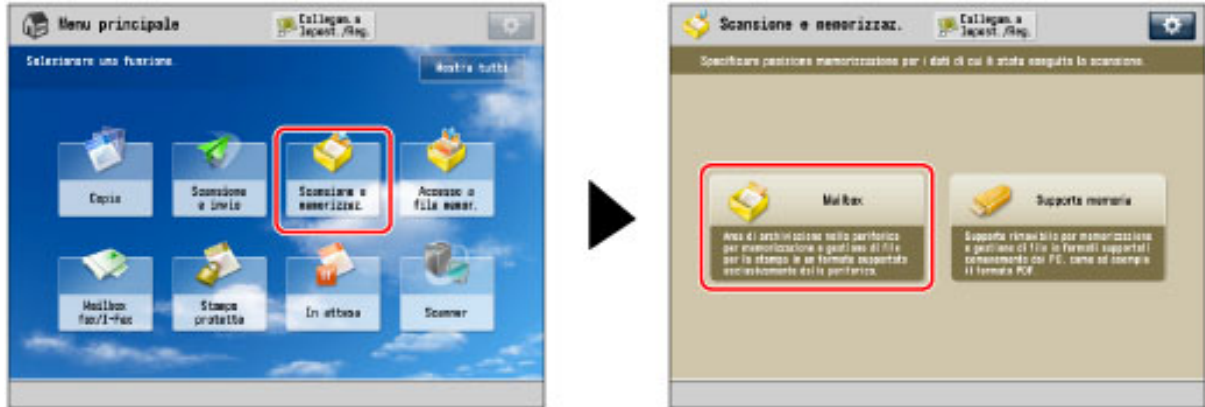 Menu principale
Collegam.a
Impost./Reg.
Selezionare una funzione.
Mostra tutti
Copia
Scansione
e invio
Scansione e
memorizzaz.
Accesso a
file memor.
Mailbox
fax/I-Fax
Stampa
protetta
In attesa
Scanner
Scansione e memorizzaz.
Collegam.a
Impost./Reg.
Specificare posizione memorizzazione per i dati di cui è stata eseguita la scansione.
Mailbox
Area di archiviazione nella periferica
per memorizzazione e gestione di file
per la stampa in un formato supportato
esclusivamente dalla periferica.
Supporto memoria
Supporto rimovibile per memorizzazione
e gestione di file in formati supportati
comunemente dai PC, come ad esempio
il formato PDF.